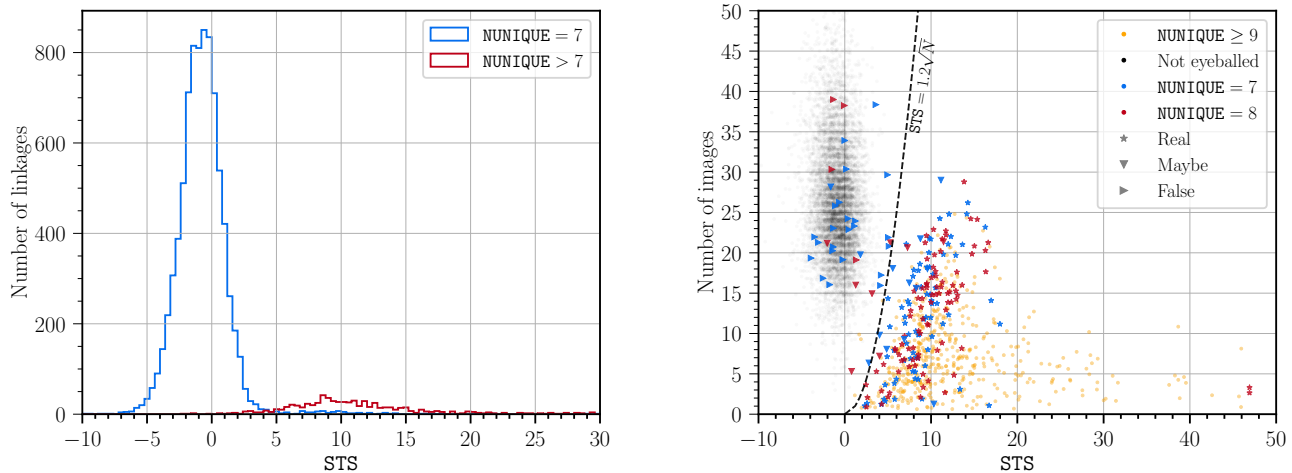 800
600
400
200
0
−10
−5
0
5
10
15
20
25
30
STS
Number of linkages
NUNIQUE = 7
NUNIQUE > 7
50
45
40
35
30
25
20
15
10
5
0
−10
0
10
20
30
40
50
STS
Number of images
STS = 1.2√N
NUNIQUE ≥ 9
Not eyeballed
NUNIQUE = 7
NUNIQUE = 8
Real
Maybe
False